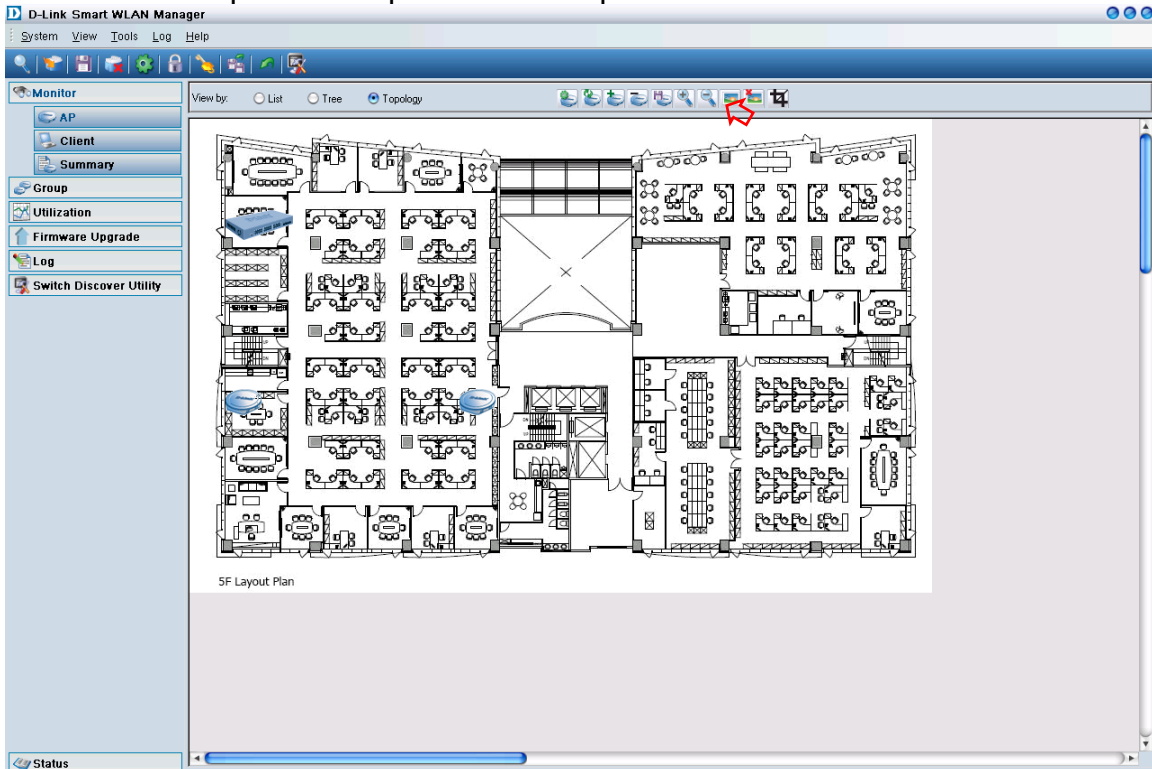 D-Link Smart WLAN Manager
System View Tools Log Help
Monitor
View by: List Tree Topology
AP
Client
Summary
Group
Utilization
Firmware Upgrade
Log
Switch Discover Utility
5F Layout Plan
Status